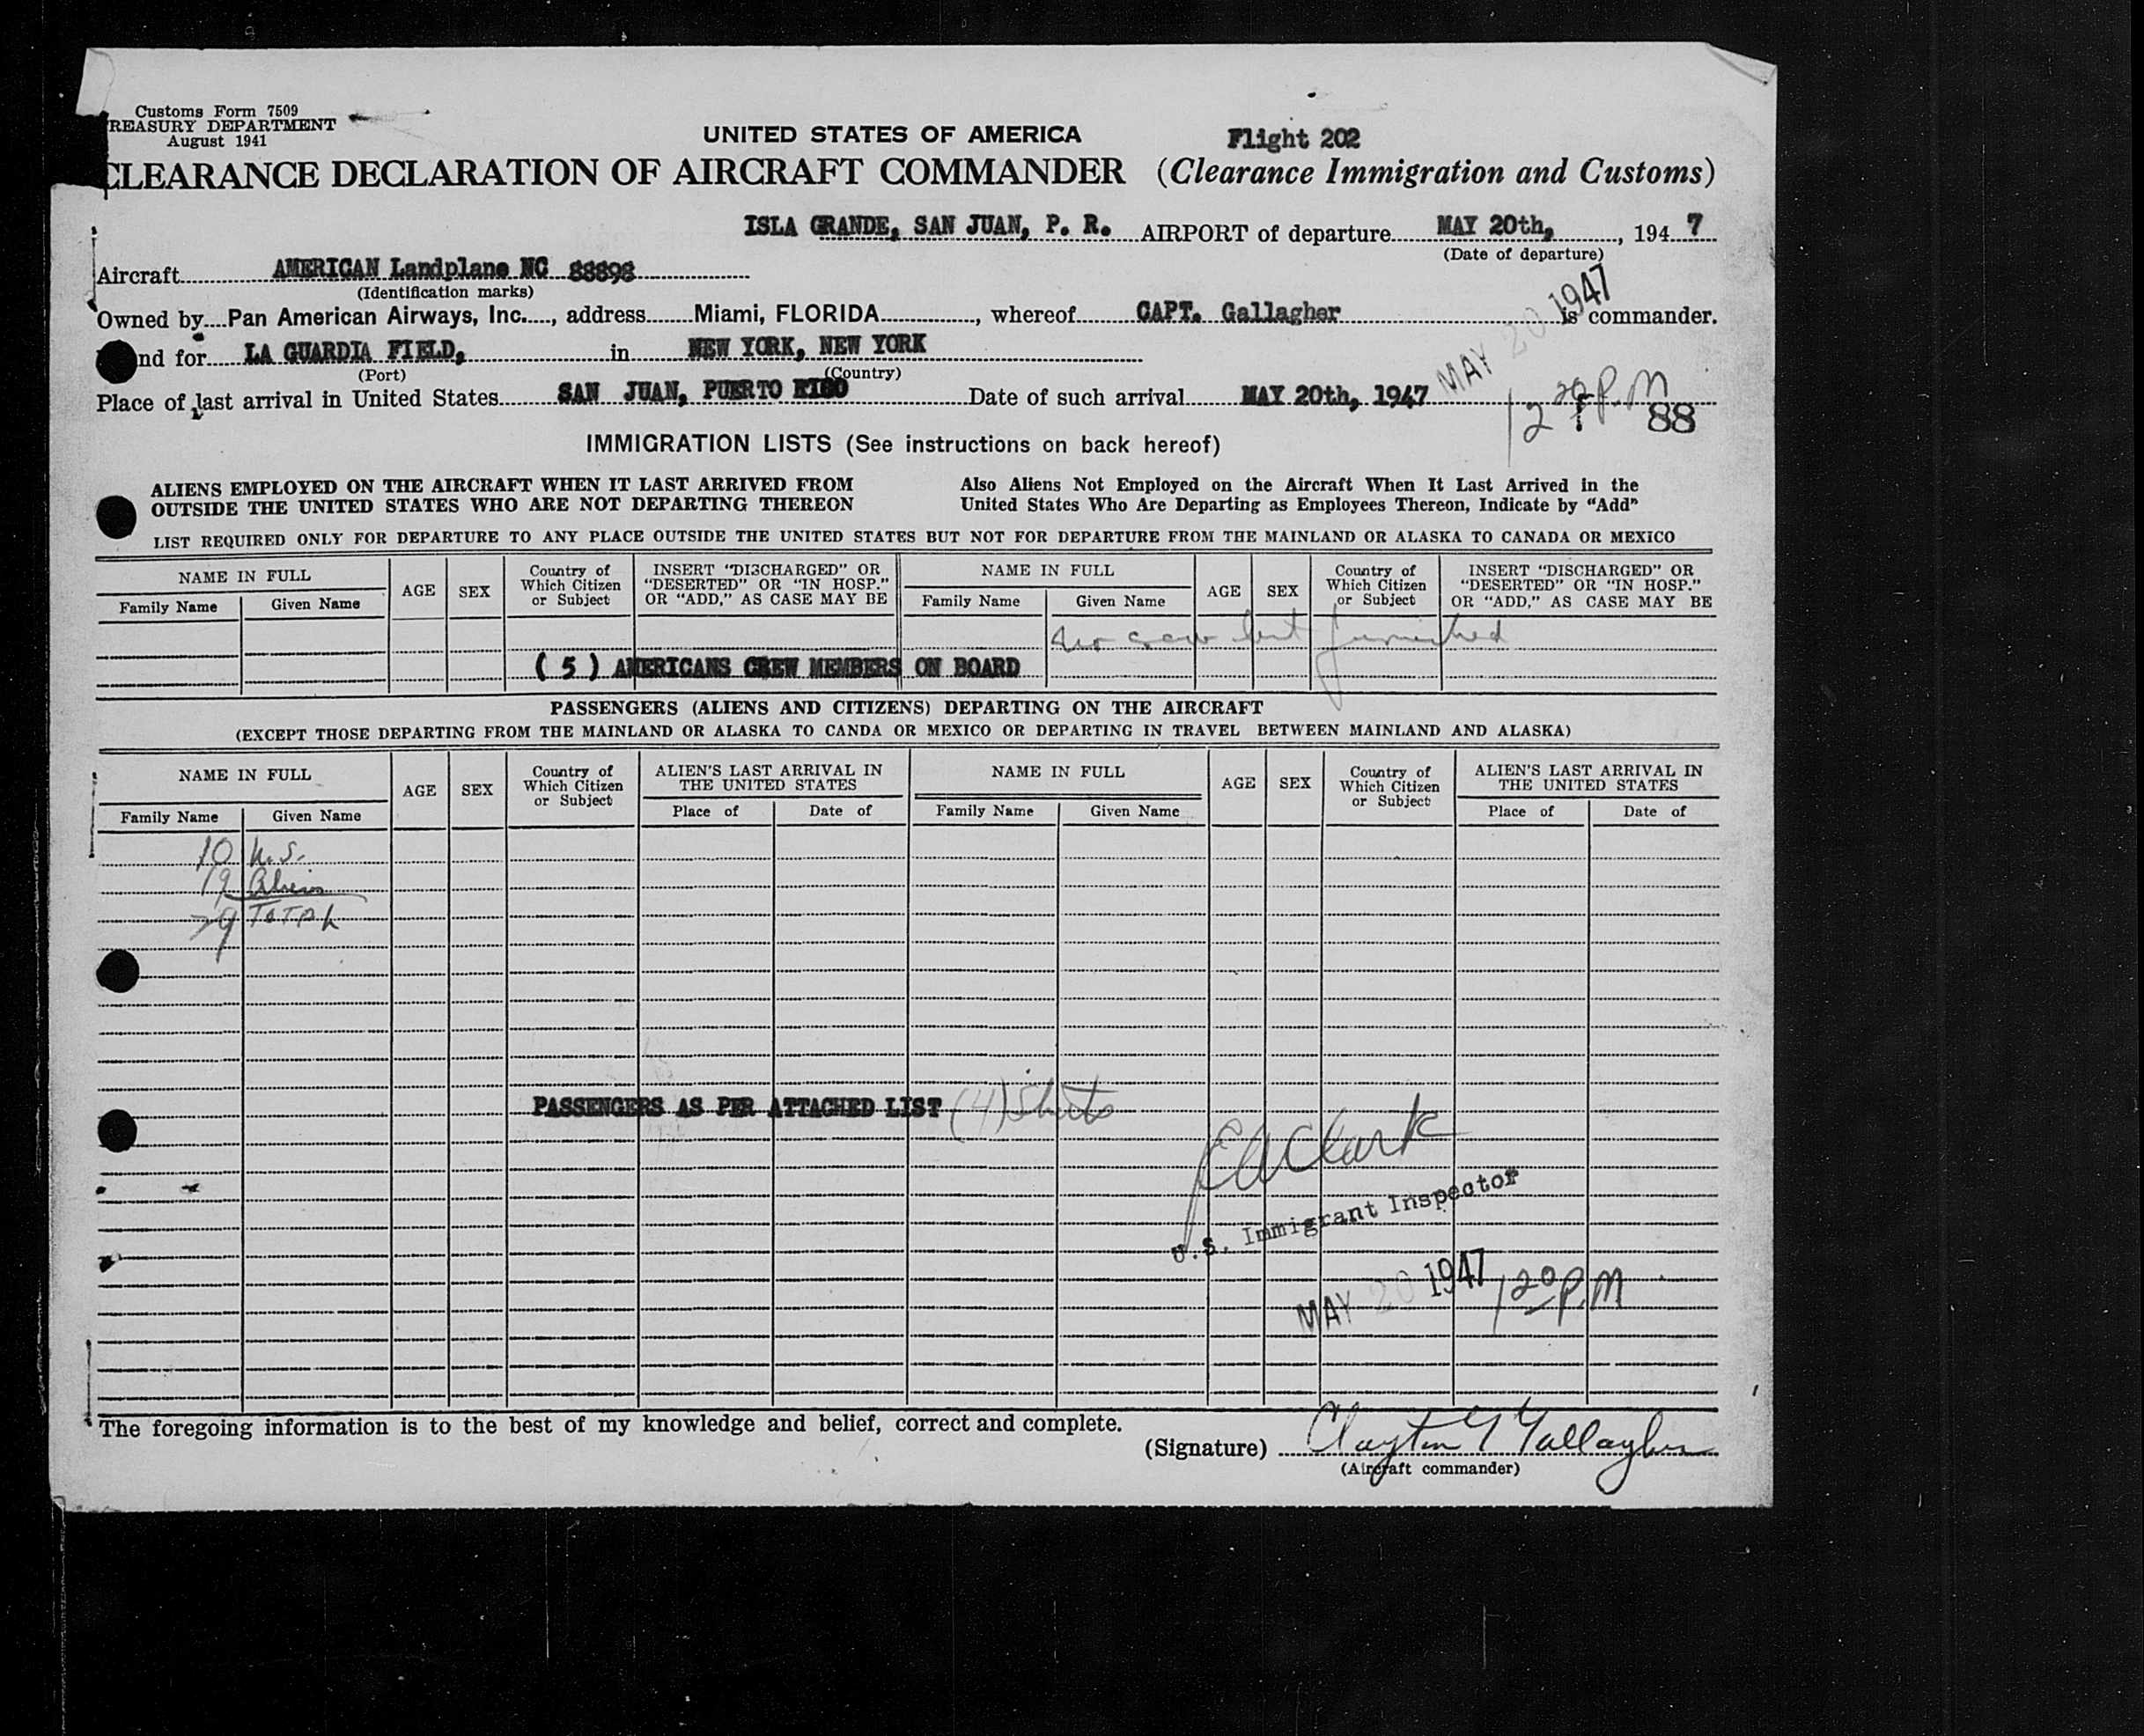 Customs Form 7509
TREASURY DEPARTMENT
August 1941
UNITED STATES OF AMERICA
Flight 202
CLEARANCE DECLARATION OF AIRCRAFT COMMANDER (Clearance Immigration and Customs)
ISLA GRANDE, SAN JUAN, P. R. AIRPORT of departure MAY 20th, 1947
(Date of departure)
Aircraft AMERICAN Landplane NC 88898
(Identification marks)
MAY 20 1947
Owned by Pan American Airways, Inc., address Miami, FLORIDA, whereof CAPT. Gallagher is commander.
nd for LA GUARDIA FIELD, in NEW YORK, NEW YORK
(Port) (Country)
Place of last arrival in United States SAN JUAN, PUERTO RICO Date of such arrival MAY 20th, 1947
120 P.M
88
IMMIGRATION LISTS (See instructions on back hereof)
ALIENS EMPLOYED ON THE AIRCRAFT WHEN IT LAST ARRIVED FROM
OUTSIDE THE UNITED STATES WHO ARE NOT DEPARTING THEREON
Also Aliens Not Employed on the Aircraft When It Last Arrived in the
United States Who Are Departing as Employees Thereon, Indicate by “Add”
LIST REQUIRED ONLY FOR DEPARTURE TO ANY PLACE OUTSIDE THE UNITED STATES BUT NOT FOR DEPARTURE FROM THE MAINLAND OR ALASKA TO CANADA OR MEXICO
NAME IN FULL
Family Name Given Name
AGE
SEX
Country of
Which Citizen
or Subject
INSERT “DISCHARGED” OR
“DESERTED” OR “IN HOSP.”
OR “ADD,” AS CASE MAY BE
NAME IN FULL
Family Name Given Name
AGE
SEX
Country of
Which Citizen
or Subject
INSERT “DISCHARGED” OR
“DESERTED” OR “IN HOSP.”
OR “ADD,” AS CASE MAY BE
crew list furnished
( 5 ) AMERICANS CREW MEMBERS ON BOARD
PASSENGERS (ALIENS AND CITIZENS) DEPARTING ON THE AIRCRAFT
(EXCEPT THOSE DEPARTING FROM THE MAINLAND OR ALASKA TO CANDA OR MEXICO OR DEPARTING IN TRAVEL BETWEEN MAINLAND AND ALASKA)
NAME IN FULL
Family Name Given Name
AGE
SEX
Country of
Which Citizen
or Subject
ALIEN'S LAST ARRIVAL IN
THE UNITED STATES
Place of Date of
NAME IN FULL
Family Name Given Name
AGE
SEX
Country of
Which Citizen
or Subject
ALIEN'S LAST ARRIVAL IN
THE UNITED STATES
Place of Date of
10 U.S.
19 Alien
29 TOTAL
PASSENGERS AS PER ATTACHED LIST (4) Sheets
EA Clark
U.S. Immigrant Inspector
MAY 20 1947 120 P.M
The foregoing information is to the best of my knowledge and belief, correct and complete.
(Signature) Clayton Y Gallagher
(Aircraft commander)